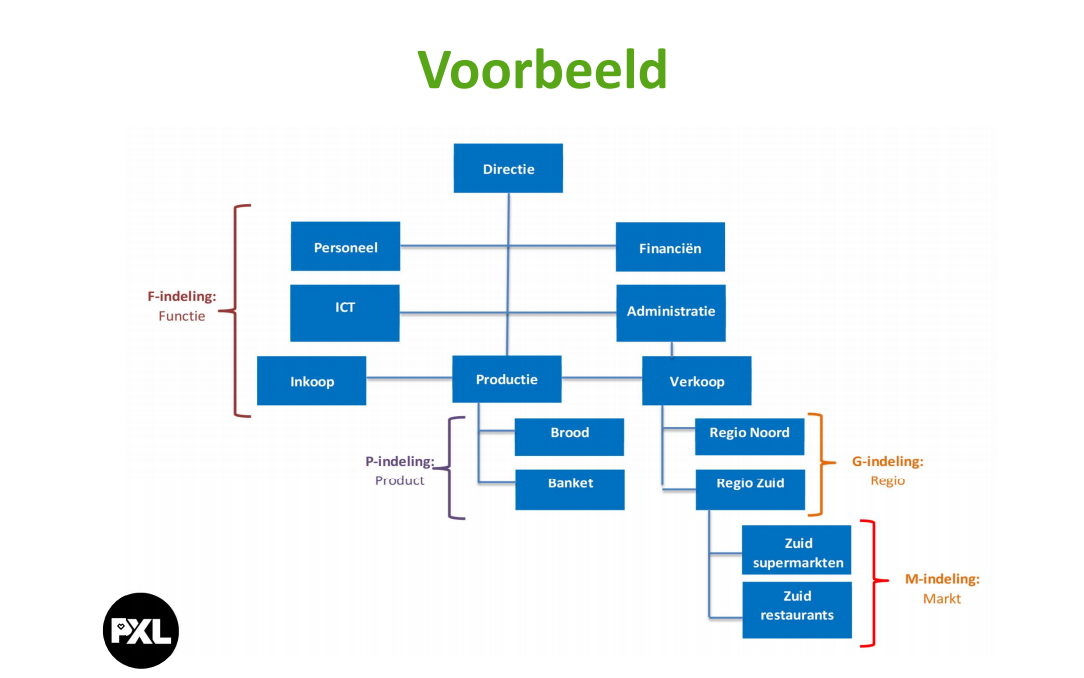 Voorbeeld
Directie
Personeel
Financiën
F-indeling:
Functie
ICT
Administratie
Inkoop
Productie
Verkoop
Brood
Regio Noord
P-indeling:
Product
G-indeling:
Regio
Banket
Regio Zuid
Zuid
supermarkten
M-indeling:
Markt
Zuid
restaurants
PXL